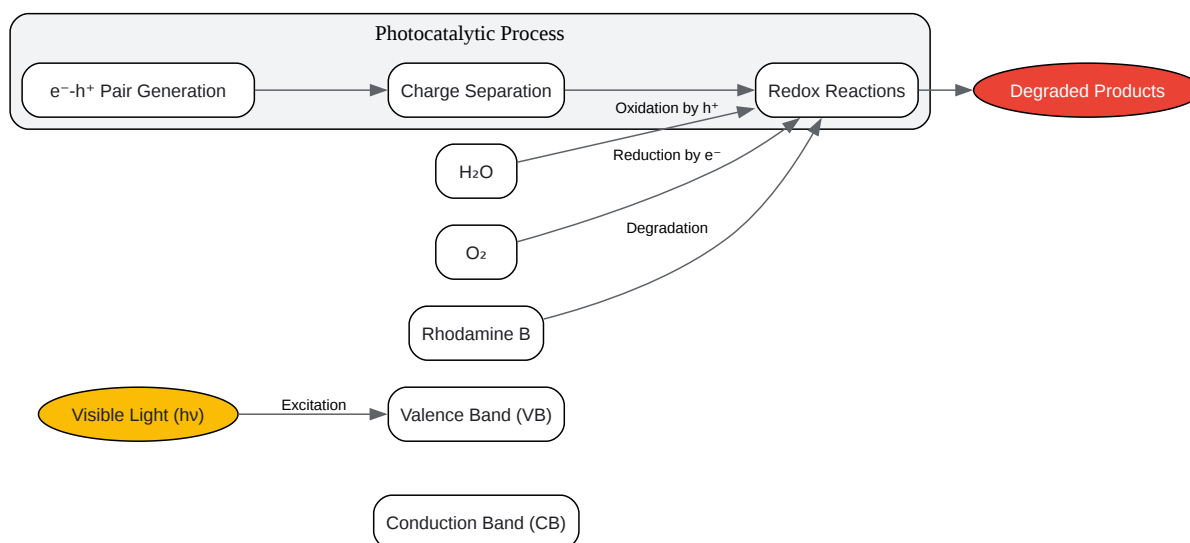 Photocatalytic Process
e⁻-h⁺ Pair Generation
Charge Separation
Redox Reactions
Degraded Products
Oxidation by h⁺
H₂O
Reduction by e⁻
O₂
Degradation
Rhodamine B
Visible Light (hν)
Excitation
Valence Band (VB)
Conduction Band (CB)